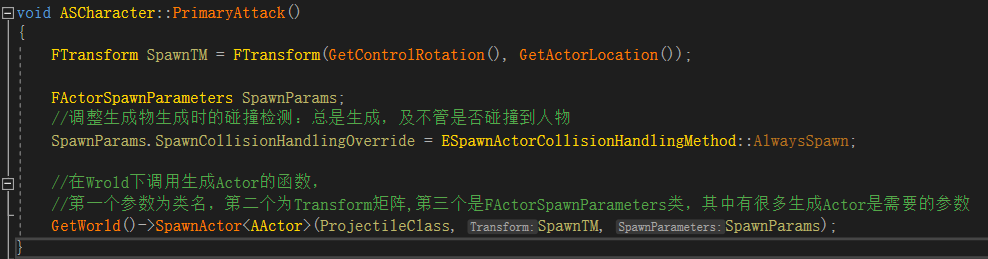 void ASCharacter::PrimaryAttack()
{
FTransform SpawnTM = FTransform(GetControlRotation(), GetActorLocation());
FActorSpawnParameters SpawnParams;
//调整生成物生成时的碰撞检测：总是生成，及不管是否碰撞到人物
SpawnParams.SpawnCollisionHandlingOverride = ESpawnActorCollisionHandlingMethod::AlwaysSpawn;
//在Wrold下调用生成Actor的函数，
//第一个参数为类名，第二个为Transform矩阵,第三个是FActorSpawnParameters类，其中有很多生成Actor是需要的参数
GetWorld()->SpawnActor<AActor>(ProjectileClass, Transform:SpawnTM, SpawnParameters:SpawnParams);
}